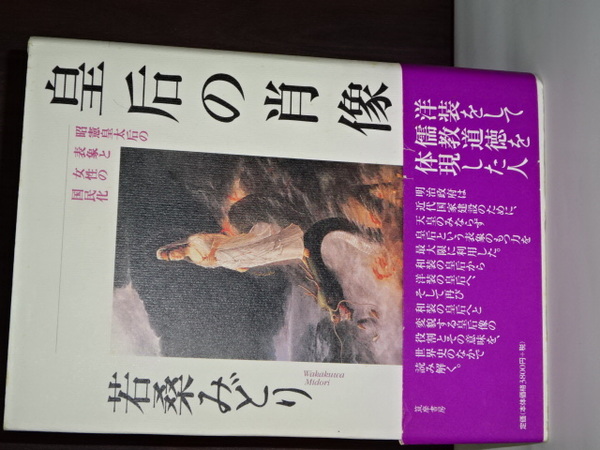 皇后の肖像
昭憲皇太后の
表象と
女性の
国民化
Wakakuwa
Midori
若桑みどり
洋装をして
儒教道徳を
体現した人
明治政府は
近代国家建設のために、
天皇のみならず
皇后という表象のもつ力を
最大限に利用した。
和装の皇后から
洋装の皇后へ、
そして再び
和装の皇后へと
変貌する皇后像の
役割とその意味を、
世界史のなかで
読み解く。
筑摩書房
定価(本体価格3800円+税)